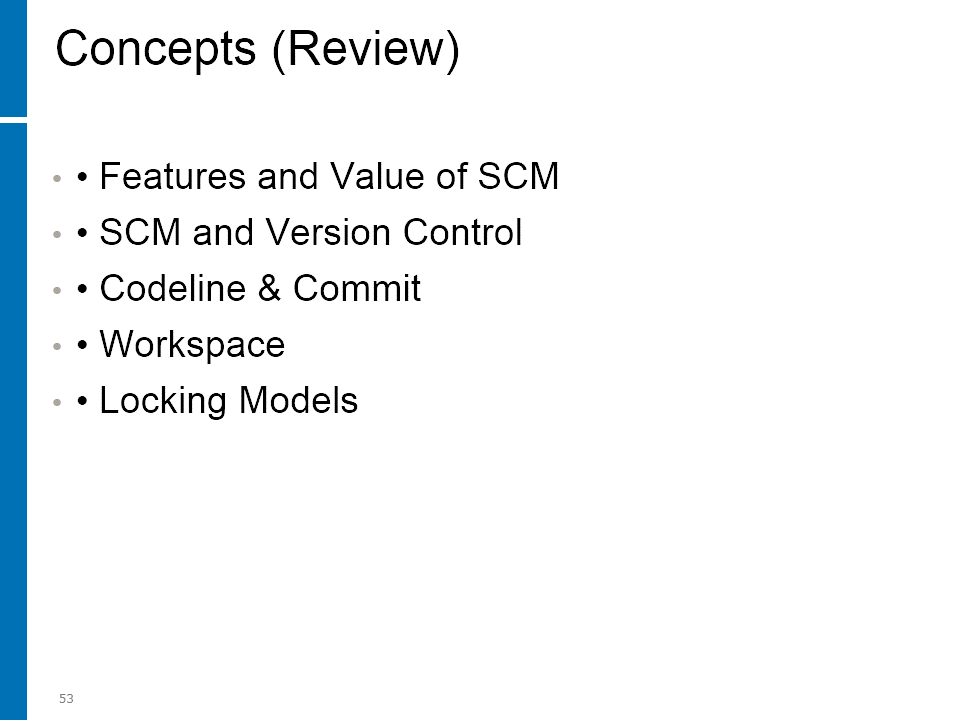 Concepts (Review)
• • Features and Value of SCM
• • SCM and Version Control
• • Codeline & Commit
• • Workspace
• • Locking Models
53